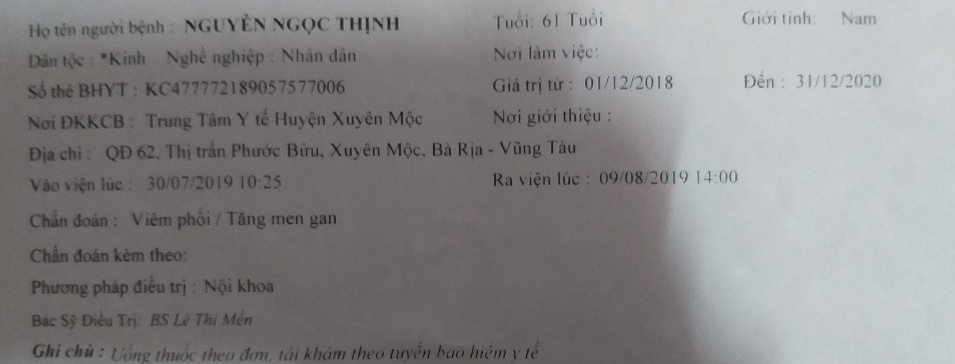 Họ tên người bệnh : NGUYỄN NGỌC THỊNH Tuổi: 61 Tuổi Giới tính: Nam
Dân tộc : *Kinh Nghề nghiệp : Nhân dân Nơi làm việc:
Số thẻ BHYT : KC477772189057577006 Giá trị từ : 01/12/2018 Đến : 31/12/2020
Nơi ĐKKCB : Trung Tâm Y tế Huyện Xuyên Mộc Nơi giới thiệu :
Địa chỉ : QĐ 62, Thị trấn Phước Bửu, Xuyên Mộc, Bà Rịa - Vũng Tàu
Vào viện lúc : 30/07/2019 10:25 Ra viện lúc : 09/08/2019 14:00
Chẩn đoán : Viêm phổi / Tăng men gan
Chẩn đoán kèm theo:
Phương pháp điều trị : Nội khoa
Bác Sỹ Điều Trị: BS Lê Thị Mến
Ghi chú : Uống thuốc theo đơn, tái khám theo tuyến bảo hiểm y tế